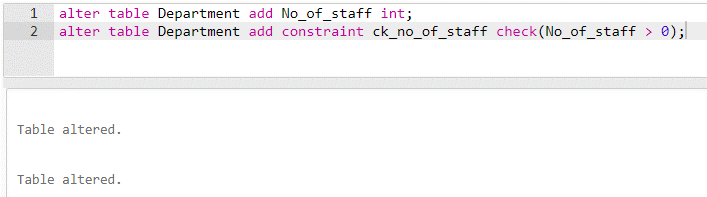 1 alter table Department add No_of_staff int;
2 alter table Department add constraint ck_no_of_staff check(No_of_staff > 0);
Table altered.
Table altered.